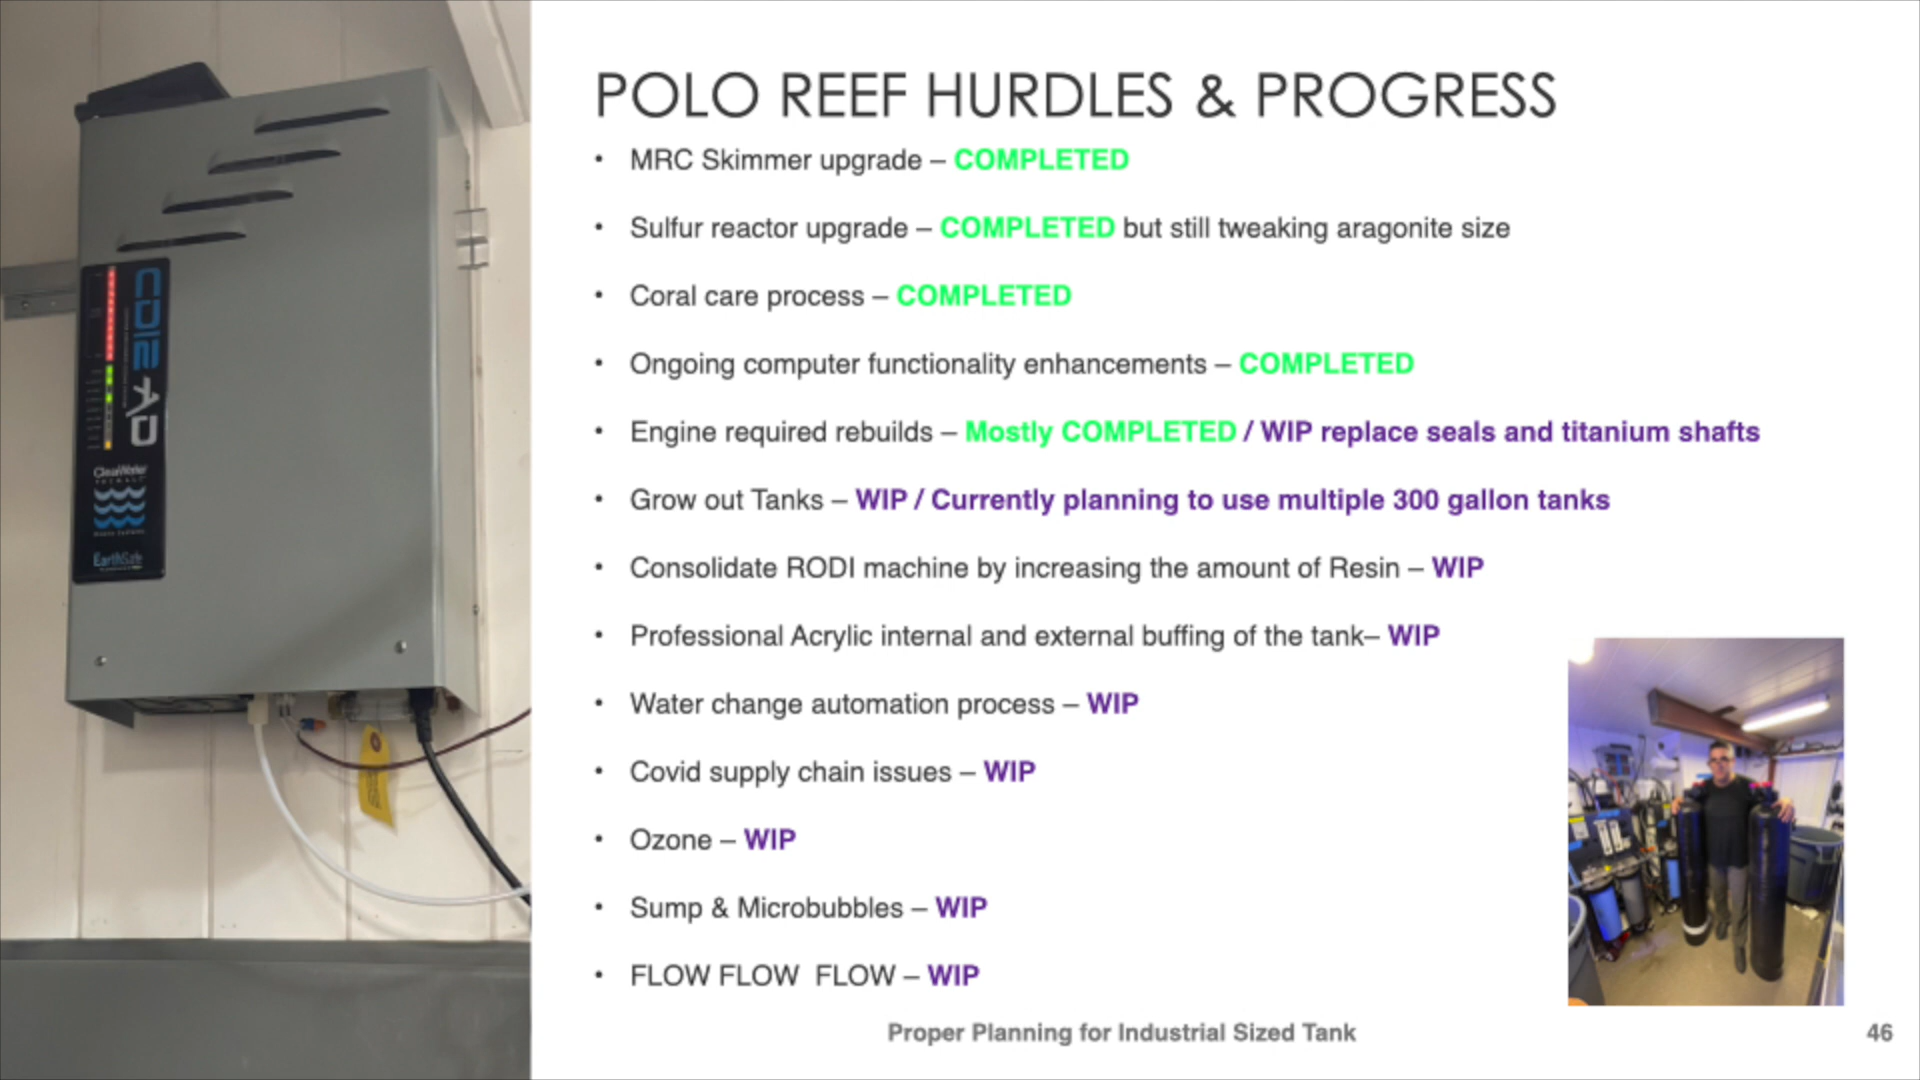 POLO REEF HURDLES & PROGRESS
• MRC Skimmer upgrade – COMPLETED
• Sulfur reactor upgrade – COMPLETED but still tweaking aragonite size
• Coral care process – COMPLETED
• Ongoing computer functionality enhancements – COMPLETED
• Engine required rebuilds – Mostly COMPLETED / WIP replace seals and titanium shafts
• Grow out Tanks – WIP / Currently planning to use multiple 300 gallon tanks
• Consolidate RODI machine by increasing the amount of Resin – WIP
• Professional Acrylic internal and external buffing of the tank– WIP
• Water change automation process – WIP
• Covid supply chain issues – WIP
• Ozone – WIP
• Sump & Microbubbles – WIP
• FLOW FLOW  FLOW – WIP
Proper Planning for Industrial Sized Tank
46
ClearWater
EarthSafe